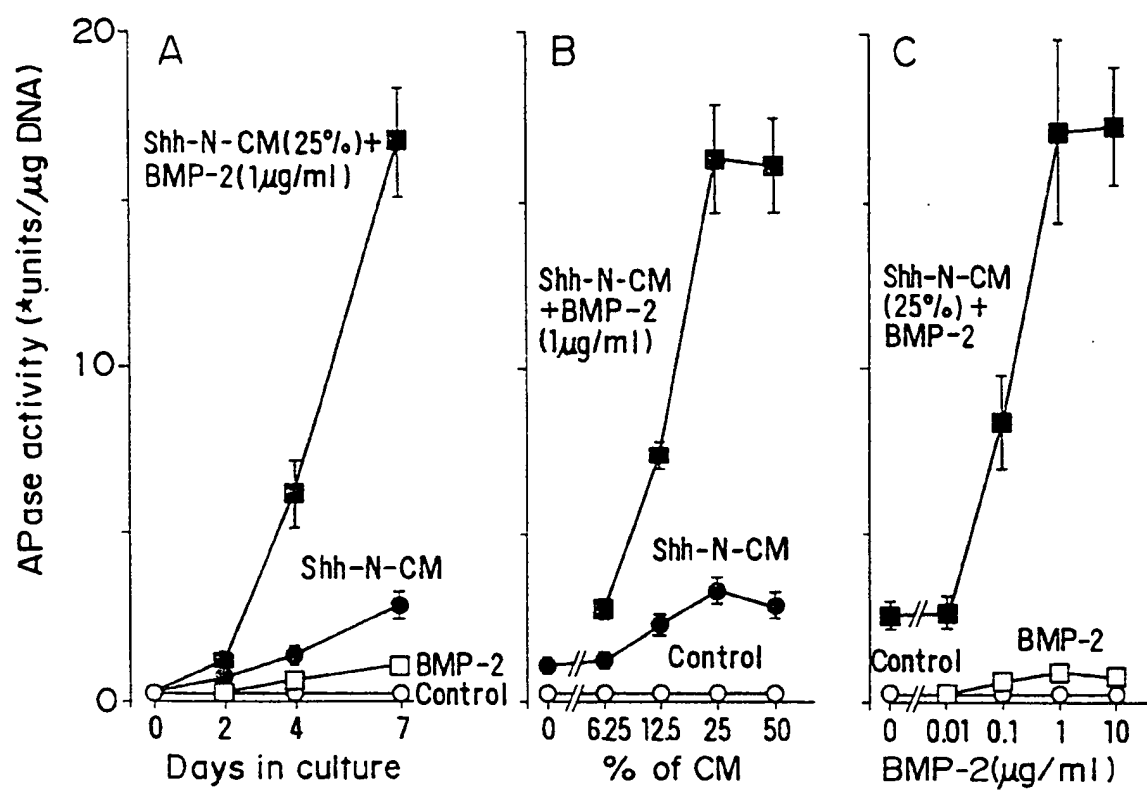 A
B
C
20
10
0
APase activity (*units/µg DNA)
Shh-N-CM(25%)+
BMP-2(1µg/ml)
Shh-N-CM
BMP-2
Control
0 2 4 7
Days in culture
Shh-N-CM
+BMP-2
(1µg/ml)
Shh-N-CM
Control
0 6.25 12.5 25 50
% of CM
Shh-N-CM
(25%)+
BMP-2
BMP-2
Control
0 0.01 0.1 1 10
BMP-2(µg/ml)